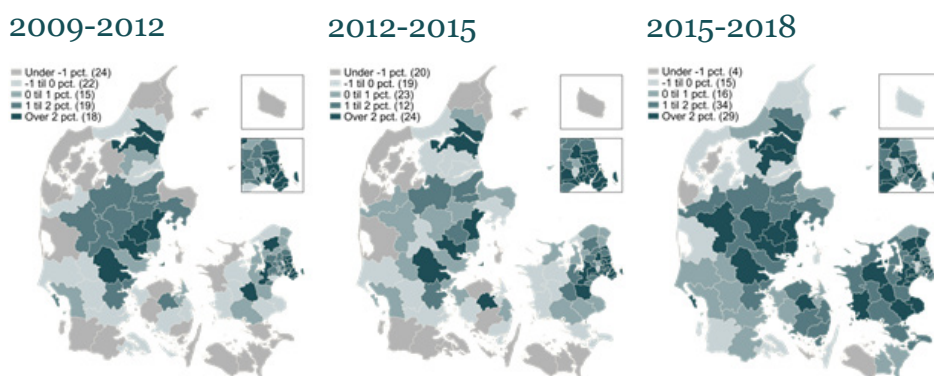 2009-2012
Under -1 pct. (24)
-1 til 0 pct. (22)
0 til 1 pct. (15)
1 til 2 pct. (19)
Over 2 pct. (18)
2012-2015
Under -1 pct. (20)
-1 til 0 pct. (19)
0 til 1 pct. (23)
1 til 2 pct. (12)
Over 2 pct. (24)
2015-2018
Under -1 pct. (4)
-1 til 0 pct. (15)
0 til 1 pct. (16)
1 til 2 pct. (34)
Over 2 pct. (29)